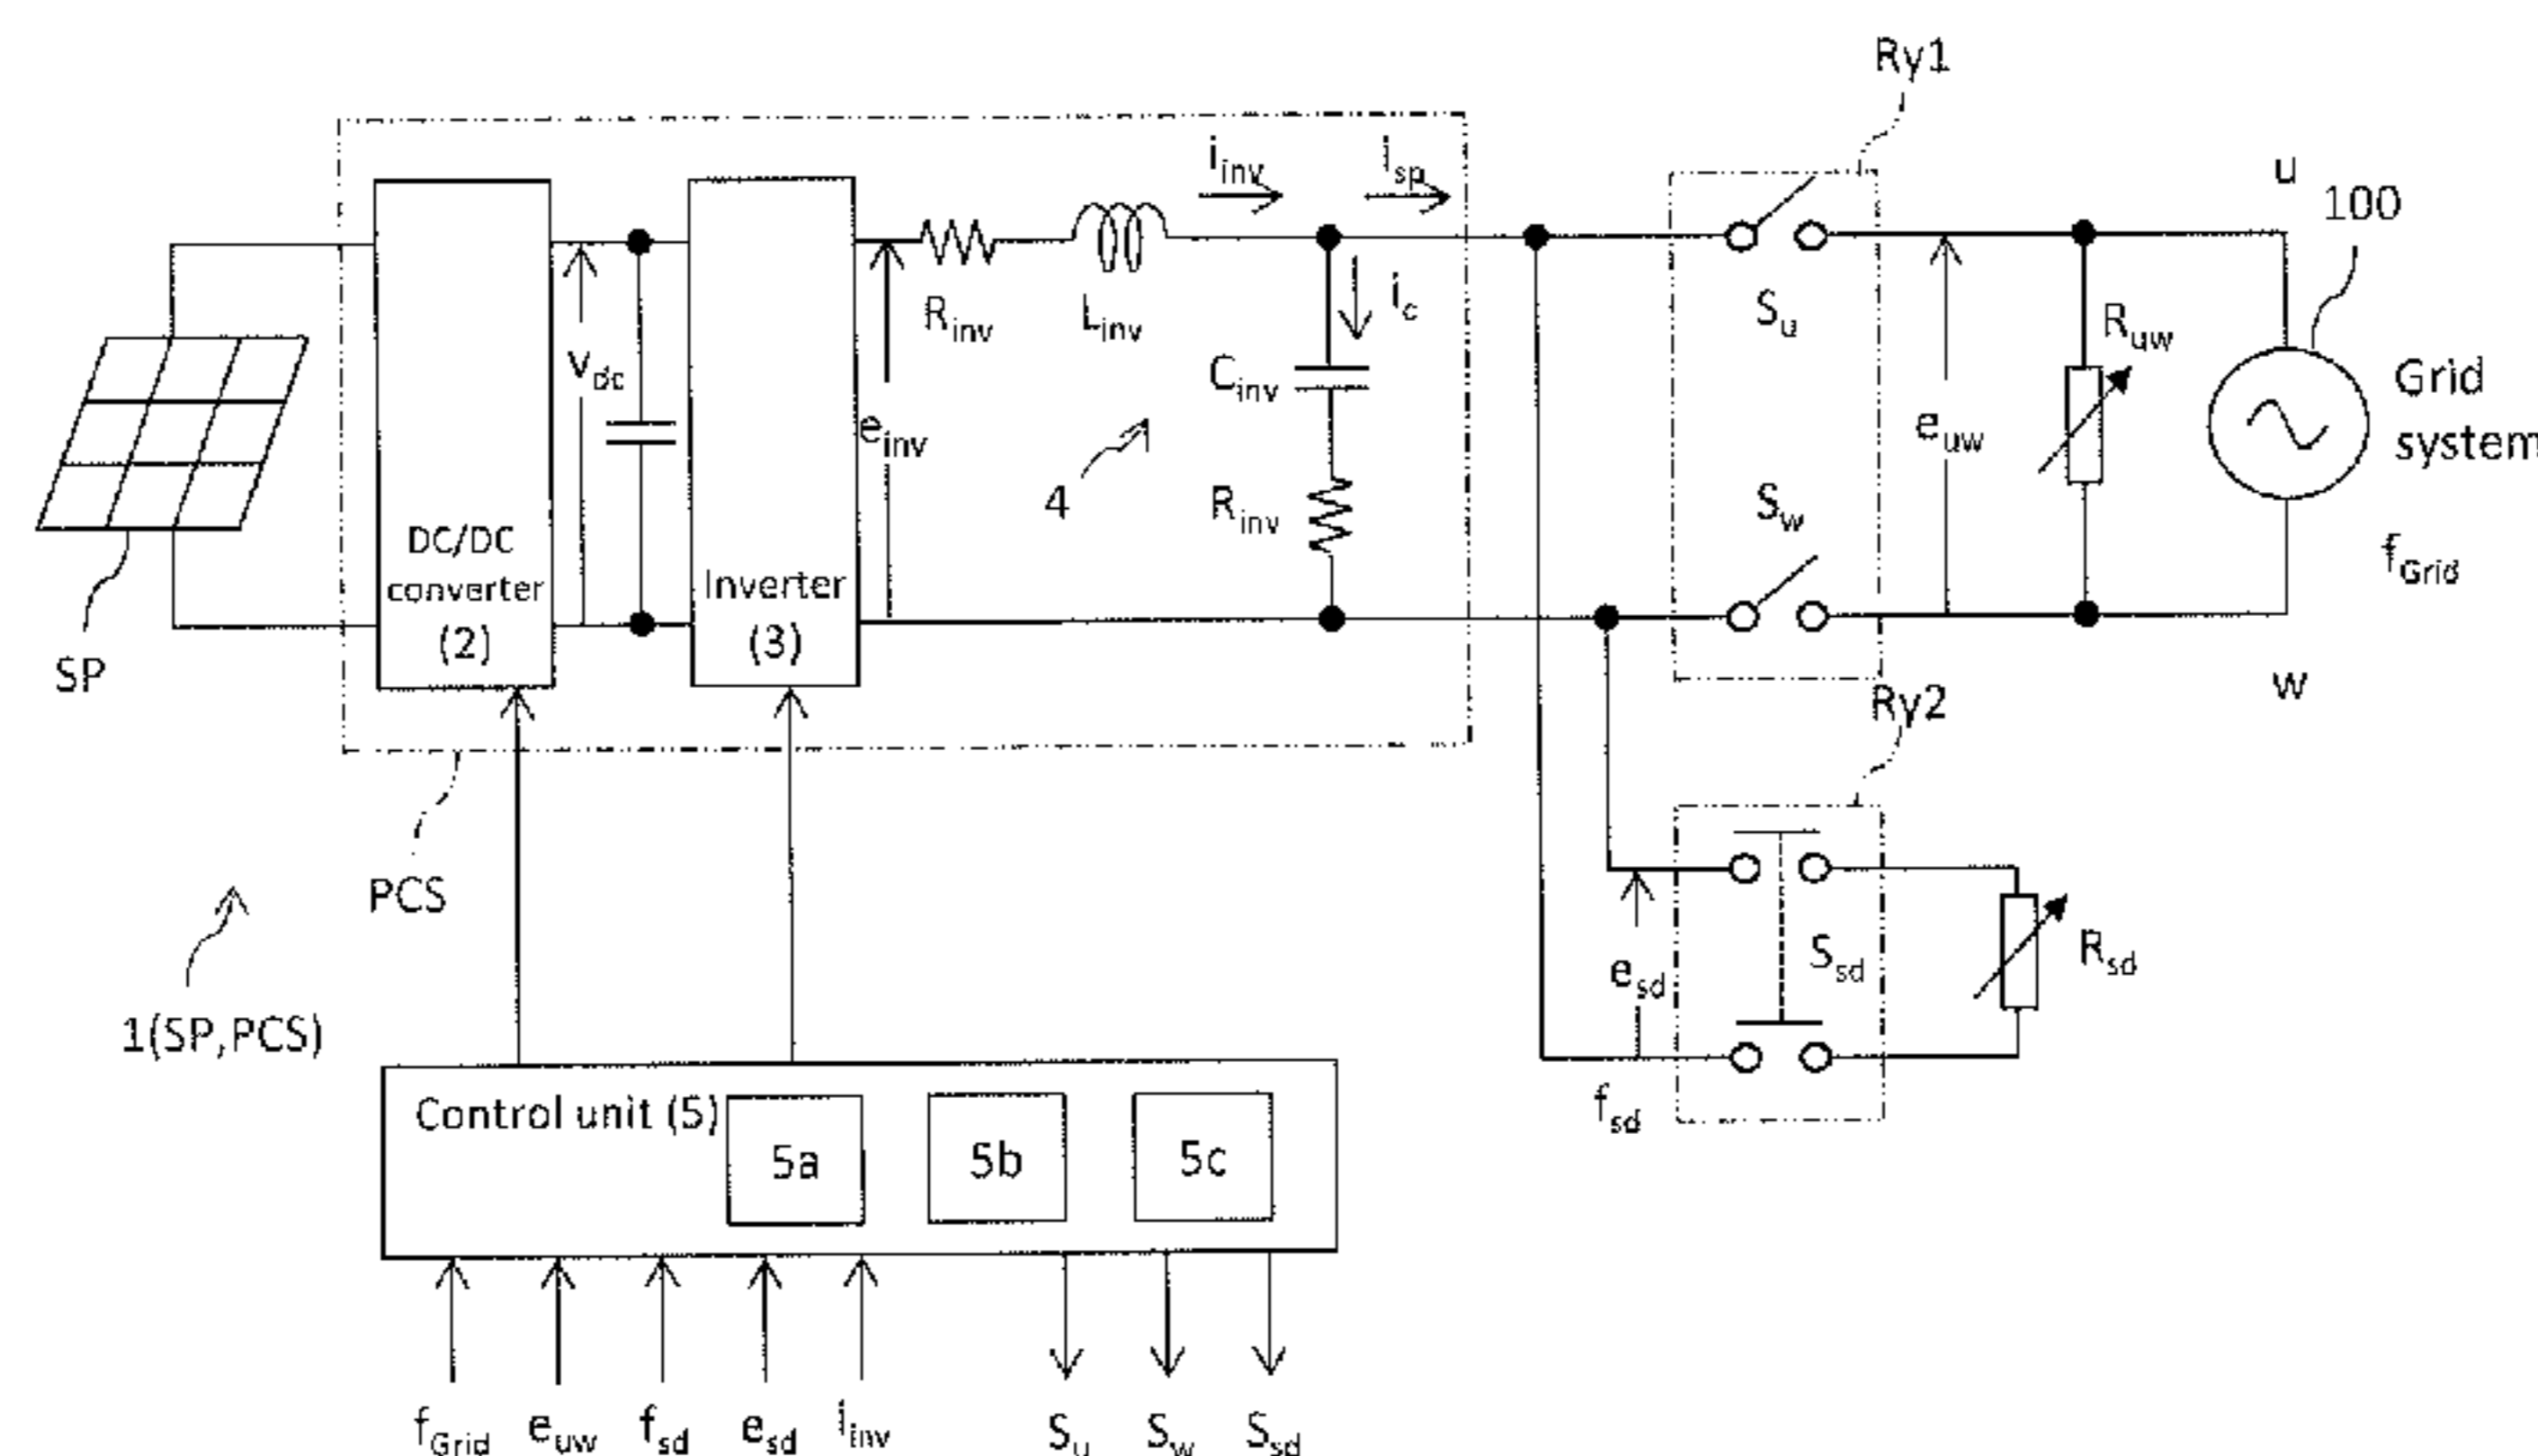 Ry1
u
100
i_inv
i_sp
R_inv
L_inv
i_c
S_u
R_uw
v_dc
C_inv
e_inv
e_uw
Grid
system
4
R_inv
S_w
DC/DC
converter
(2)
Inverter
(3)
f_Grid
SP
w
Ry2
PCS
S_sd
R_sd
e_sd
1(SP,PCS)
f_sd
Control unit (5)
5a
5b
5c
f_Grid
e_uw
f_sd
e_sd
i_inv
S_u
S_w
S_sd